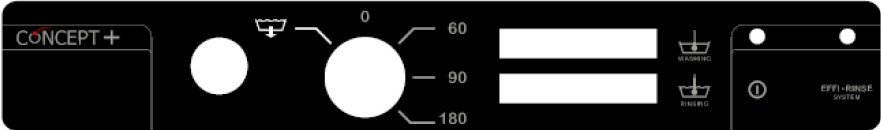 CONCEPT+
0
60
90
180
WASHING
RINSING
EFFI-RINSE
SYSTEM